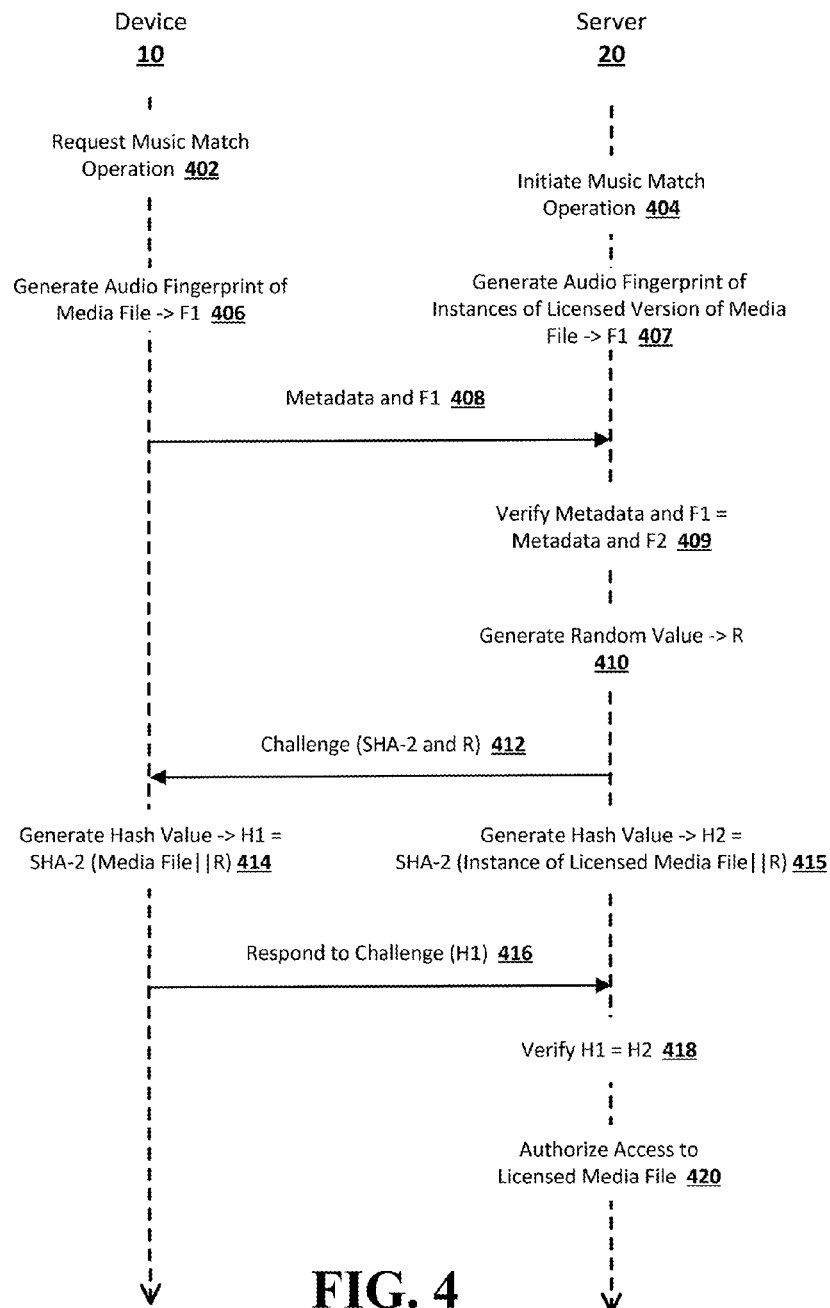 Device
10
Server
20
Request Music Match
Operation 402
Initiate Music Match
Operation 404
Generate Audio Fingerprint of
Media File -> F1 406
Generate Audio Fingerprint of
Instances of Licensed Version of Media
File -> F1 407
Metadata and F1 408
Verify Metadata and F1 =
Metadata and F2 409
Generate Random Value -> R
410
Challenge (SHA-2 and R) 412
Generate Hash Value -> H1 =
SHA-2 (Media File||R) 414
Generate Hash Value -> H2 =
SHA-2 (Instance of Licensed Media File||R) 415
Respond to Challenge (H1) 416
Verify H1 = H2 418
Authorize Access to
Licensed Media File 420
FIG. 4